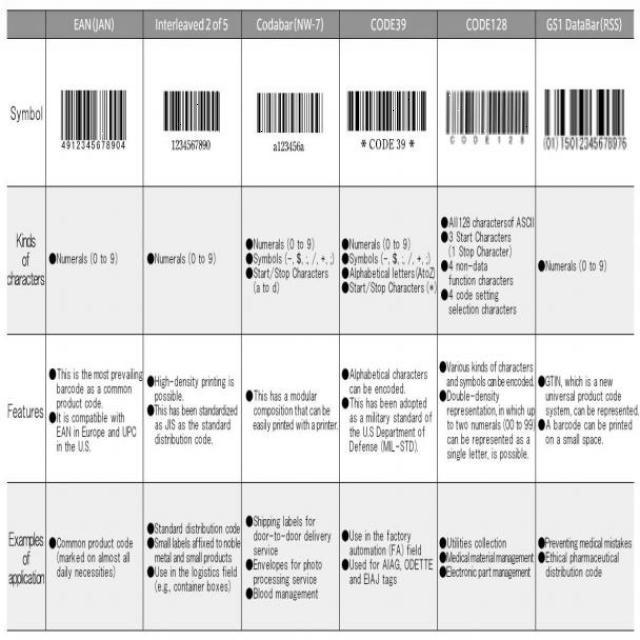 EAN(JAN)
Interleaved 2 of 5
Codabar(NW-7)
CODE39
CODE128
GS1 DataBar(RSS)
Symbol
4912345678904
1234567890
a123456a
* CODE 39 *
CODE128
(01) 15012345678976
Kinds
of
characters
●Numerals (0 to 9)
●Numerals (0 to 9)
●Numerals (0 to 9)
●Symbols (-, $, :, /, +, .)
●Start/Stop Characters
(a to d)
●Numerals (0 to 9)
●Symbols (-, $, :, /, +, .)
●Alphabetical letters(AtoZ)
●Start/Stop Characters (*)
●All 128 characters of ASCII
●3 Start Characters
(1 Stop Character)
●4 non-data
function characters
●4 code setting
selection characters
●Numerals (0 to 9)
Features
●This is the most prevailing
barcode as a common
product code.
●It is compatible with
EAN in Europe and UPC
in the U.S.
●High-density printing is
possible.
●This has been standardized
as JIS as the standard
distribution code.
●This has a modular
composition that can be
easily printed with a printer.
●Alphabetical characters
can be encoded.
●This has been adopted
as a military standard of
the U.S Department of
Defense (MIL-STD).
●Various kinds of characters
and symbols can be encoded.
●Double-density
representation, in which up
to two numerals (00 to 99)
can be represented as a
single letter, is possible.
●GTIN, which is a new
universal product code
system, can be represented.
●A barcode can be printed
on a small space.
Examples
of
application
●Common product code
(marked on almost all
daily necessities)
●Standard distribution code
●Small labels affixed to noble
metal and small products
●Use in the logistics field
(e.g., container boxes)
●Shipping labels for
door-to-door delivery
service
●Envelopes for photo
processing service
●Blood management
●Use in the factory
automation (FA) field
●Used for AIAG, ODETTE
and EIAJ tags
●Utilities collection
●Medical material management
●Electronic part management
●Preventing medical mistakes
●Ethical pharmaceutical
distribution code